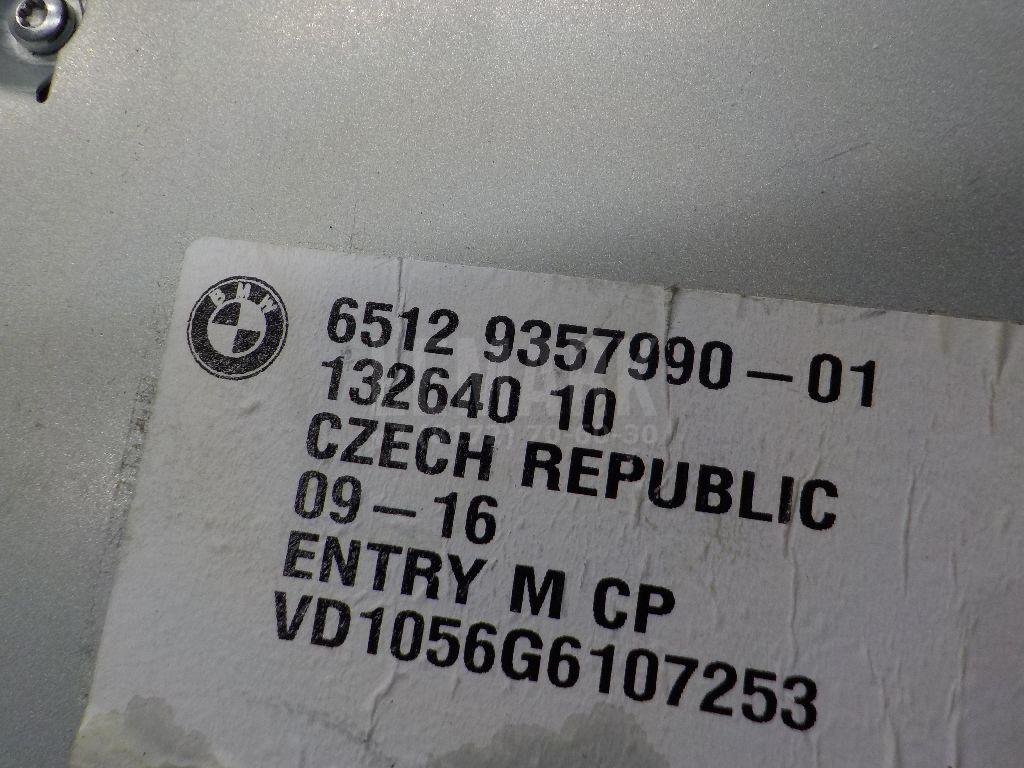 BMW
6512 9357990-01
132640 10
CZECH REPUBLIC
09-16
ENTRY M CP
VD1056G6107253